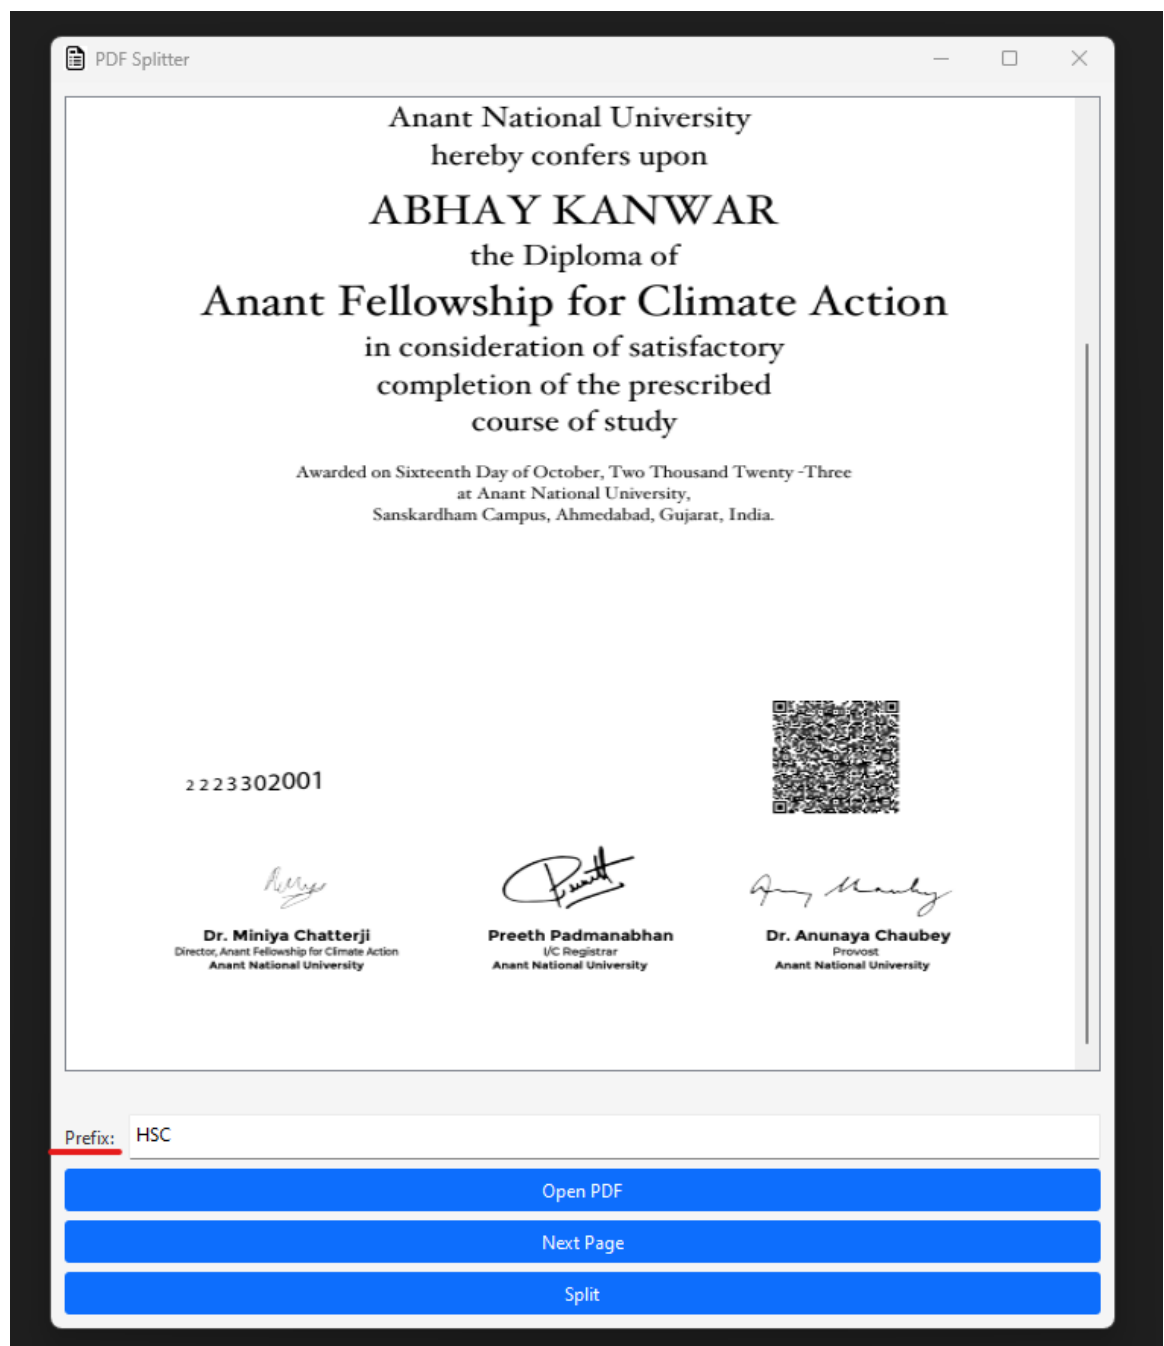 PDF Splitter
Anant National University
hereby confers upon
ABHAY KANWAR
the Diploma of
Anant Fellowship for Climate Action
in consideration of satisfactory
completion of the prescribed
course of study
Awarded on Sixteenth Day of October, Two Thousand Twenty -Three
at Anant National University,
Sanskardham Campus, Ahmedabad, Gujarat, India.
2223302001
Dr. Miniya Chatterji
Director, Anant Fellowship for Climate Action
Anant National University
Preeth Padmanabhan
I/C Registrar
Anant National University
Dr. Anunaya Chaubey
Provost
Anant National University
Prefix: HSC
Open PDF
Next Page
Split